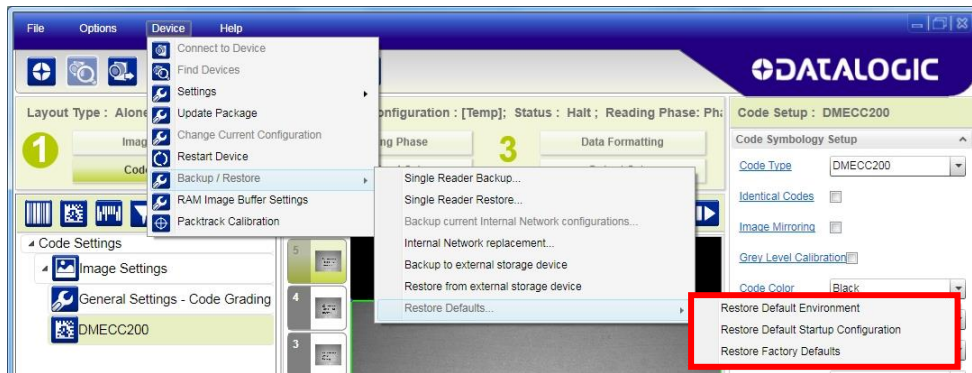 File Options Device Help
DATALOGIC
Connect to Device
Find Devices
Settings
Update Package
Change Current Configuration
Restart Device
Backup / Restore
RAM Image Buffer Settings
Packtrack Calibration
Layout Type : Alone
onfiguration : [Temp]; Status : Halt ; Reading Phase: Ph
1
Imag
Cod
ng Phase
3
Data Formatting
Single Reader Backup...
Single Reader Restore...
Backup current Internal Network configurations...
Internal Network replacement...
Backup to external storage device
Restore from external storage device
Restore Defaults...
Restore Default Environment
Restore Default Startup Configuration
Restore Factory Defaults
Code Settings
Image Settings
General Settings - Code Grading
DMECC200
5
4
3
Code Setup : DMECC200
Code Symbology Setup
Code Type DMECC200
Identical Codes
Image Mirroring
Grey Level Calibration
Code Color Black